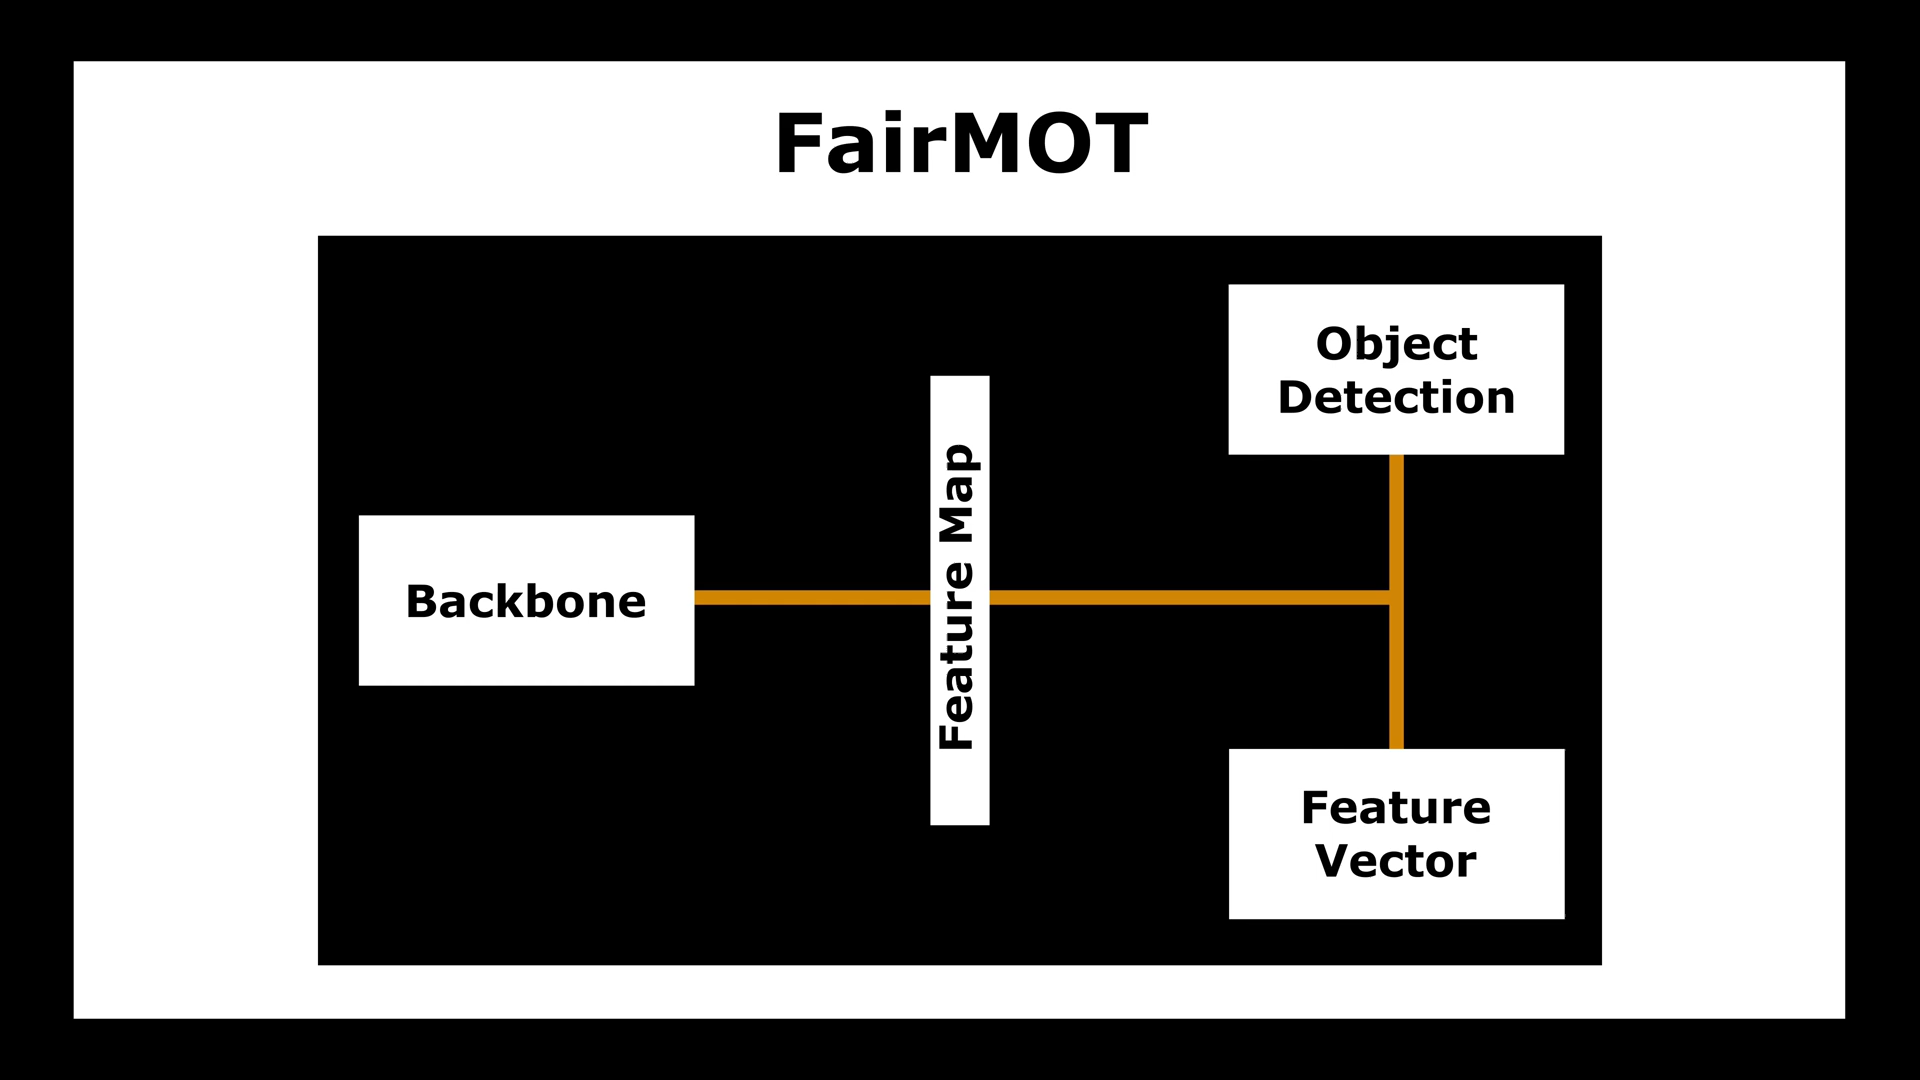 FairMOT
Backbone
Feature Map
Object
Detection
Feature
Vector